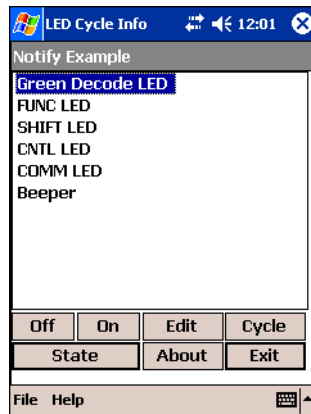 LED Cycle Info 12:01
Notify Example
Green Decode LED
FUNC LED
SHIFT LED
CNTL LED
COMM LED
Beeper
Off On Edit Cycle
State About Exit
File Help